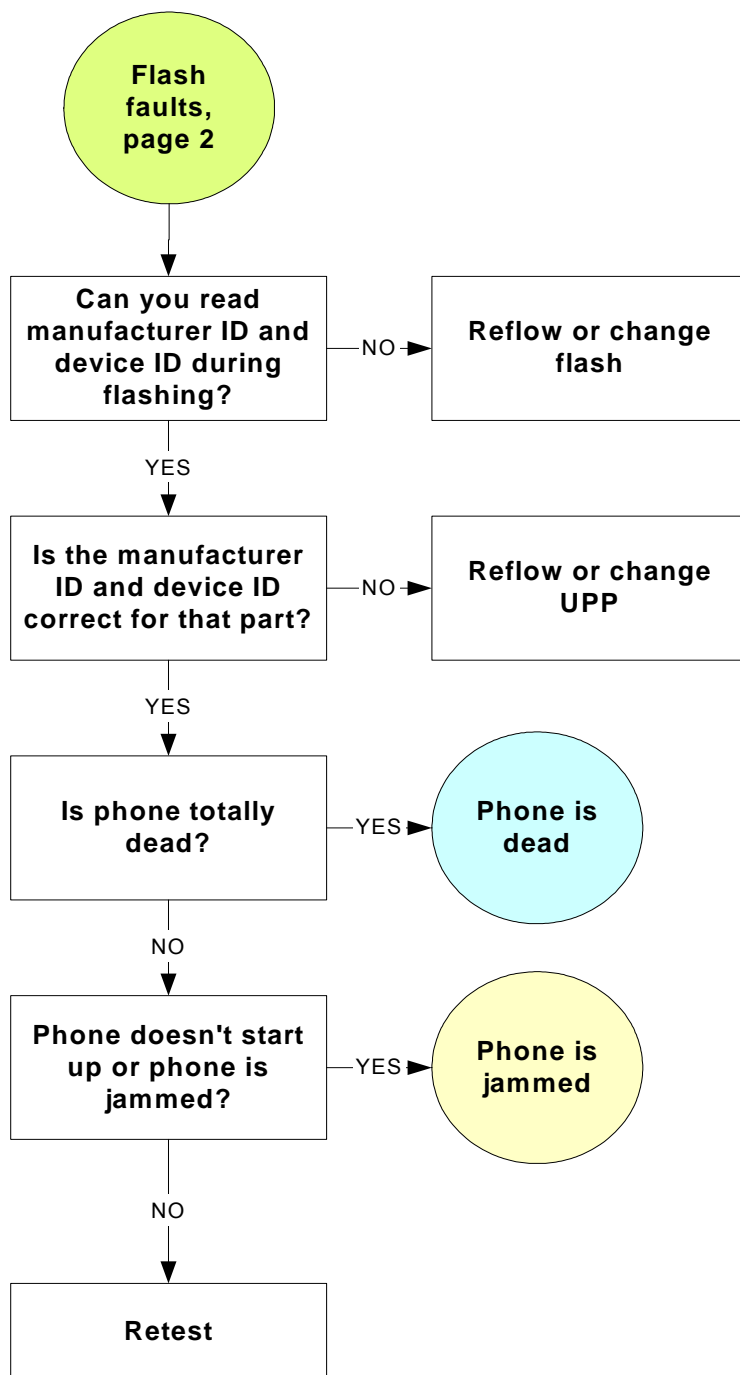 Flash
faults,
page 2
Can you read
manufacturer ID and
device ID during
flashing?
NO
Reflow or change
flash
YES
Is the manufacturer
ID and device ID
correct for that part?
NO
Reflow or change
UPP
YES
Is phone totally
dead?
YES
Phone is
dead
NO
Phone doesn't start
up or phone is
jammed?
YES
Phone is
jammed
NO
Retest